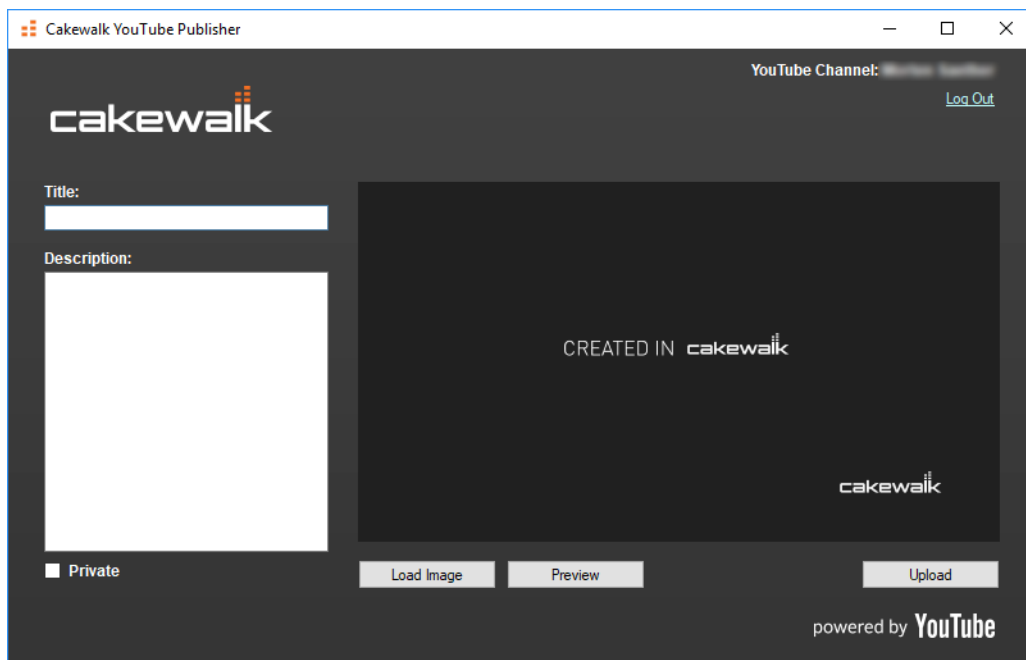 Cakewalk YouTube Publisher
YouTube Channel:
Log Out
cakewalk
Title:
Description:
CREATED IN cakewalk
cakewalk
Private
Load Image
Preview
Upload
powered by YouTube